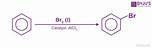 BYJU'S
Br
Br₂ (l)
Catalyst- AlCl₃